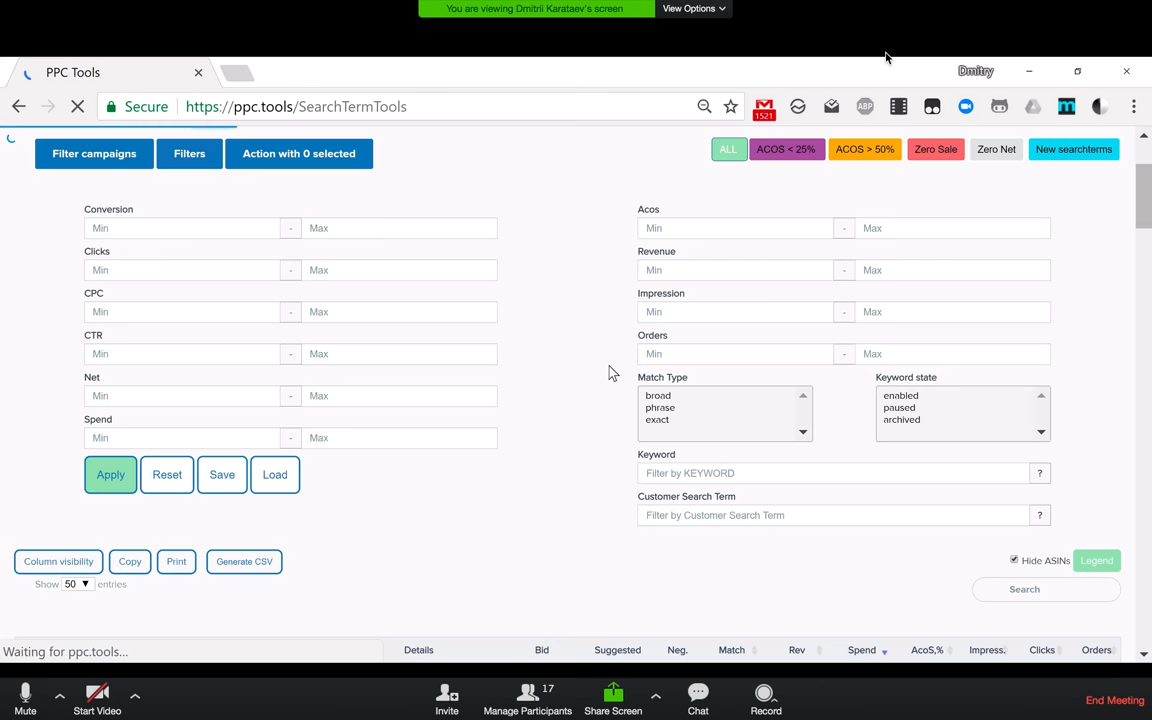 You are viewing Dmitrii Karataev's screen View Options
PPC Tools Dmitry
Secure https://ppc.tools/SearchTermTools
1521 ABP
Filter campaigns Filters Action with 0 selected ALL ACOS < 25% ACOS > 50% Zero Sale Zero Net New searchterms
Conversion Acos
Min - Max Min - Max
Clicks Revenue
Min - Max Min - Max
CPC Impression
Min - Max Min - Max
CTR Orders
Min - Max Min - Max
Net Match Type Keyword state
Min - Max broad enabled
phrase paused
Spend exact archived
Min - Max
Keyword
Apply Reset Save Load Filter by KEYWORD ?
Customer Search Term
Filter by Customer Search Term ?
Column visibility Copy Print Generate CSV Hide ASINs Legend
Show 50 entries Search
Waiting for ppc.tools... Details Bid Suggested Neg. Match Rev Spend AcoS,% Impress. Clicks Orders
17
Mute Start Video Invite Manage Participants Share Screen Chat Record End Meeting